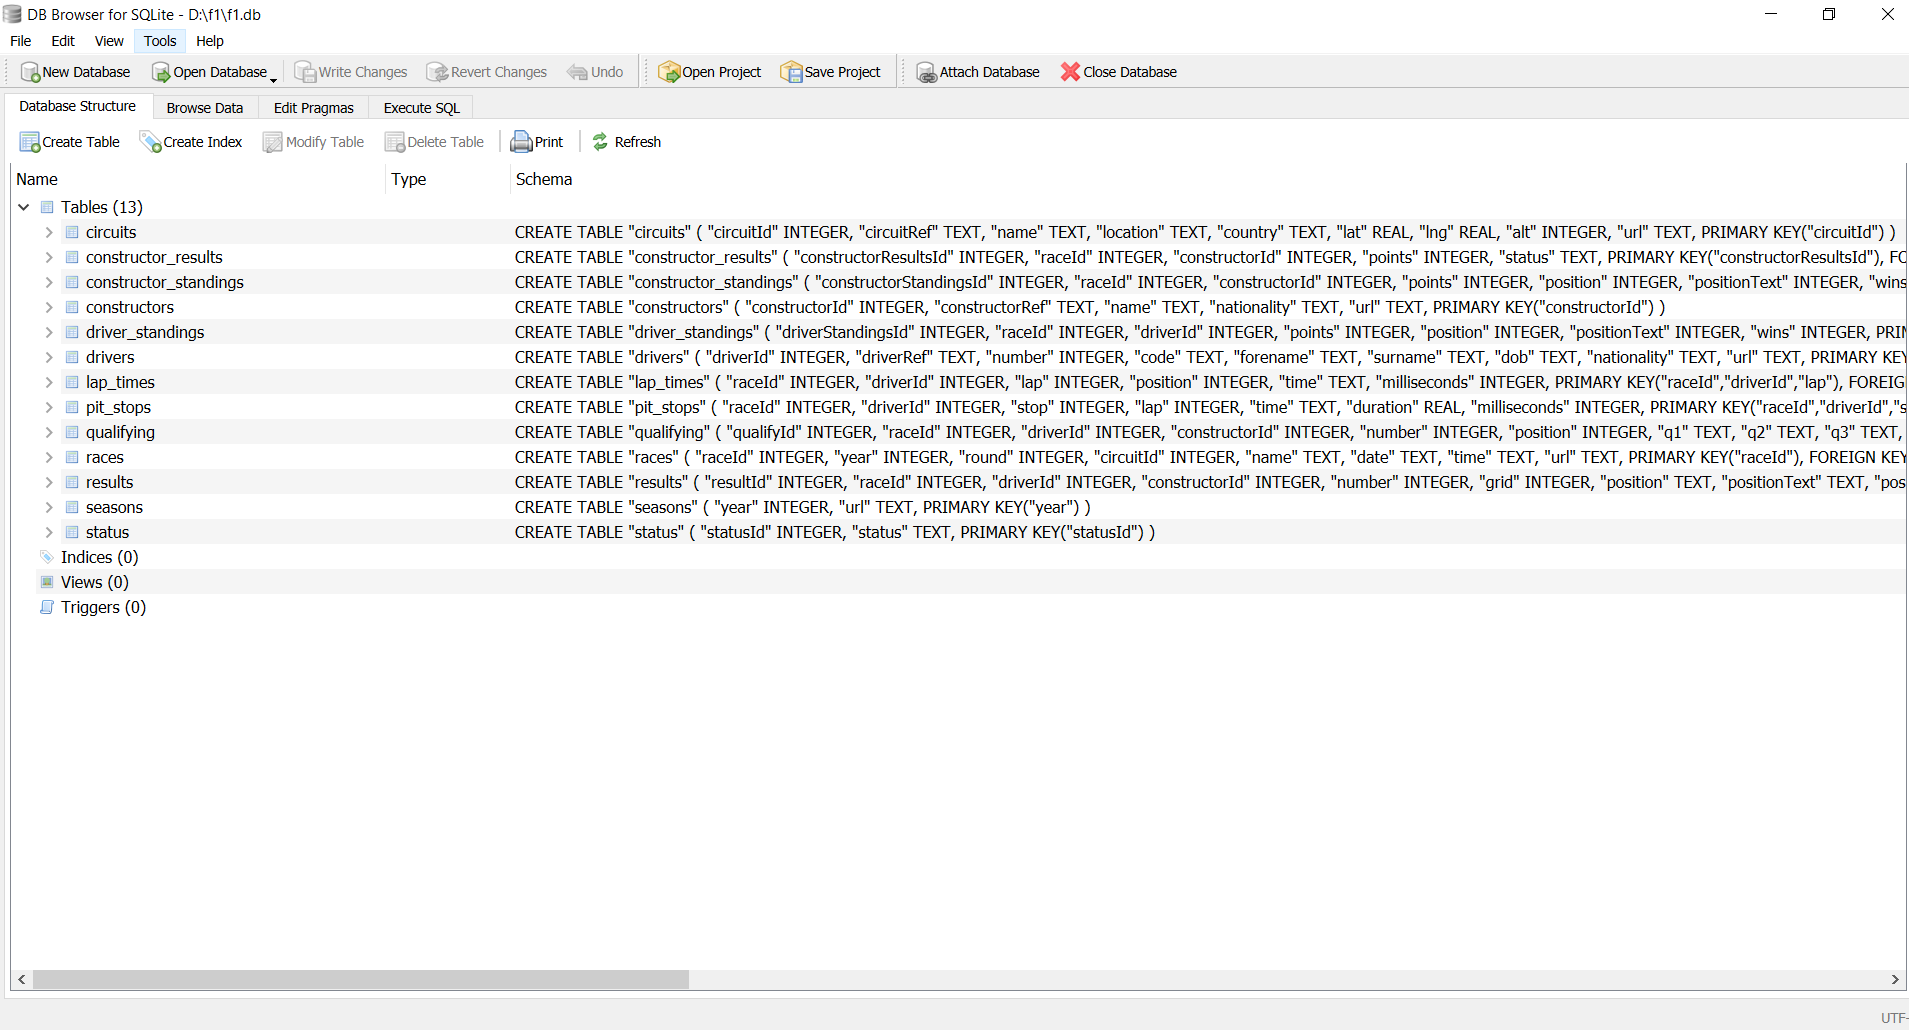 DB Browser for SQLite - D:\f1\f1.db
File Edit View Tools Help
New Database Open Database Write Changes Revert Changes Undo Open Project Save Project Attach Database Close Database
Database Structure Browse Data Edit Pragmas Execute SQL
Create Table Create Index Modify Table Delete Table Print Refresh
Name Type Schema
Tables (13)
circuits CREATE TABLE "circuits" ( "circuitId" INTEGER, "circuitRef" TEXT, "name" TEXT, "location" TEXT, "country" TEXT, "lat" REAL, "lng" REAL, "alt" INTEGER, "url" TEXT, PRIMARY KEY("circuitId") )
constructor_results CREATE TABLE "constructor_results" ( "constructorResultsId" INTEGER, "raceId" INTEGER, "constructorId" INTEGER, "points" INTEGER, "status" TEXT, PRIMARY KEY("constructorResultsId"), FO
constructor_standings CREATE TABLE "constructor_standings" ( "constructorStandingsId" INTEGER, "raceId" INTEGER, "constructorId" INTEGER, "points" INTEGER, "position" INTEGER, "positionText" INTEGER, "wins
constructors CREATE TABLE "constructors" ( "constructorId" INTEGER, "constructorRef" TEXT, "name" TEXT, "nationality" TEXT, "url" TEXT, PRIMARY KEY("constructorId") )
driver_standings CREATE TABLE "driver_standings" ( "driverStandingsId" INTEGER, "raceId" INTEGER, "driverId" INTEGER, "points" INTEGER, "position" INTEGER, "positionText" INTEGER, "wins" INTEGER, PRIM
drivers CREATE TABLE "drivers" ( "driverId" INTEGER, "driverRef" TEXT, "number" INTEGER, "code" TEXT, "forename" TEXT, "surname" TEXT, "dob" TEXT, "nationality" TEXT, "url" TEXT, PRIMARY KEY
lap_times CREATE TABLE "lap_times" ( "raceId" INTEGER, "driverId" INTEGER, "lap" INTEGER, "position" INTEGER, "time" TEXT, "milliseconds" INTEGER, PRIMARY KEY("raceId","driverId","lap"), FOREIG
pit_stops CREATE TABLE "pit_stops" ( "raceId" INTEGER, "driverId" INTEGER, "stop" INTEGER, "lap" INTEGER, "time" TEXT, "duration" REAL, "milliseconds" INTEGER, PRIMARY KEY("raceId","driverId","s
qualifying CREATE TABLE "qualifying" ( "qualifyId" INTEGER, "raceId" INTEGER, "driverId" INTEGER, "constructorId" INTEGER, "number" INTEGER, "position" INTEGER, "q1" TEXT, "q2" TEXT, "q3" TEXT,
races CREATE TABLE "races" ( "raceId" INTEGER, "year" INTEGER, "round" INTEGER, "circuitId" INTEGER, "name" TEXT, "date" TEXT, "time" TEXT, "url" TEXT, PRIMARY KEY("raceId"), FOREIGN KEY
results CREATE TABLE "results" ( "resultId" INTEGER, "raceId" INTEGER, "driverId" INTEGER, "constructorId" INTEGER, "number" INTEGER, "grid" INTEGER, "position" TEXT, "positionText" TEXT, "pos
seasons CREATE TABLE "seasons" ( "year" INTEGER, "url" TEXT, PRIMARY KEY("year") )
status CREATE TABLE "status" ( "statusId" INTEGER, "status" TEXT, PRIMARY KEY("statusId") )
Indices (0)
Views (0)
Triggers (0)
UTF-